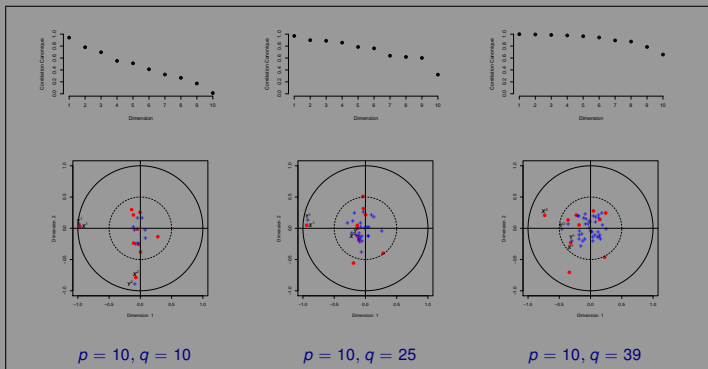 Corrélation Canonique
0.0 0.2 0.4 0.6 0.8 1.0
1 2 3 4 5 6 7 8 9 10
Dimension
Corrélation Canonique
0.0 0.2 0.4 0.6 0.8 1.0
1 2 3 4 5 6 7 8 9 10
Dimension
Corrélation Canonique
0.0 0.2 0.4 0.6 0.8 1.0
1 2 3 4 5 6 7 8 9 10
Dimension
Dimension 2
-1.0 -0.5 0.0 0.5 1.0
-1.0 -0.5 0.0 0.5 1.0
Dimension 1
Dimension 2
-1.0 -0.5 0.0 0.5 1.0
-1.0 -0.5 0.0 0.5 1.0
Dimension 1
Dimension 2
-1.0 -0.5 0.0 0.5 1.0
-1.0 -0.5 0.0 0.5 1.0
Dimension 1
p = 10, q = 10
p = 10, q = 25
p = 10, q = 39